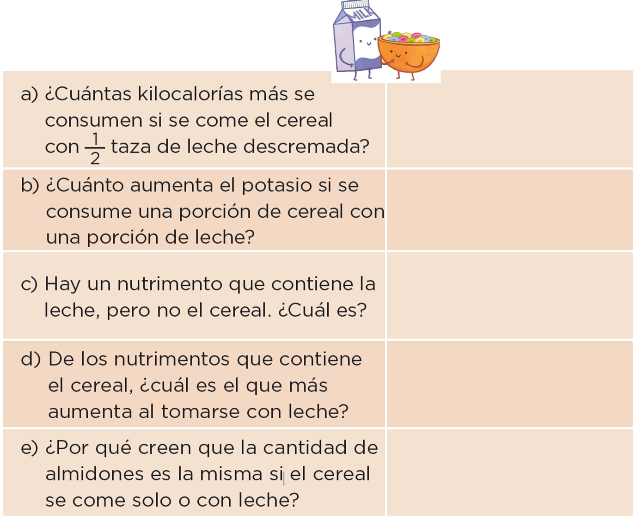 MILK
a) ¿Cuántas kilocalorías más se
consumen si se come el cereal
con 1/2 taza de leche descremada?
b) ¿Cuánto aumenta el potasio si se
consume una porción de cereal con
una porción de leche?
c) Hay un nutrimento que contiene la
leche, pero no el cereal. ¿Cuál es?
d) De los nutrimentos que contiene
el cereal, ¿cuál es el que más
aumenta al tomarse con leche?
e) ¿Por qué creen que la cantidad de
almidones es la misma si el cereal
se come solo o con leche?